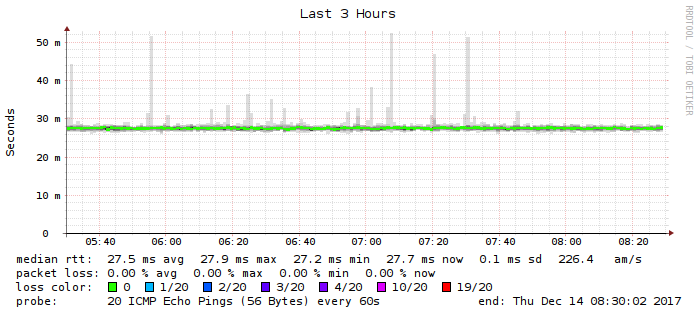 Last 3 Hours
RRDTOOL / TOBI OETIKER
Seconds
50 m
40 m
30 m
20 m
10 m
0
05:40 06:00 06:20 06:40 07:00 07:20 07:40 08:00 08:20
median rtt: 27.5 ms avg 27.9 ms max 27.2 ms min 27.7 ms now 0.1 ms sd 226.4 am/s
packet loss: 0.00 % avg 0.00 % max 0.00 % min 0.00 % now
loss color: 0 1/20 2/20 3/20 4/20 10/20 19/20
probe: 20 ICMP Echo Pings (56 Bytes) every 60s end: Thu Dec 14 08:30:02 2017